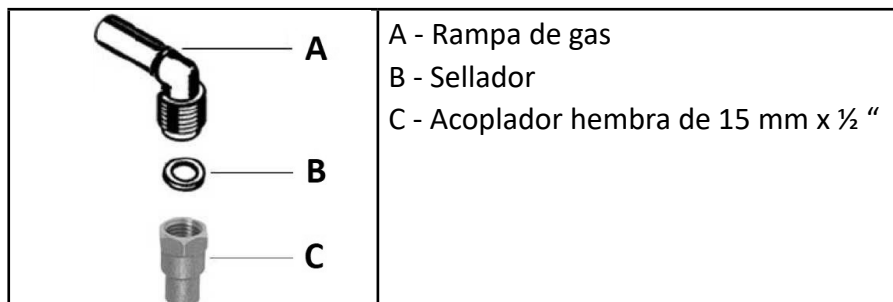 A
B
C
A - Rampa de gas
B - Sellador
C - Acoplador hembra de 15 mm x ½ “